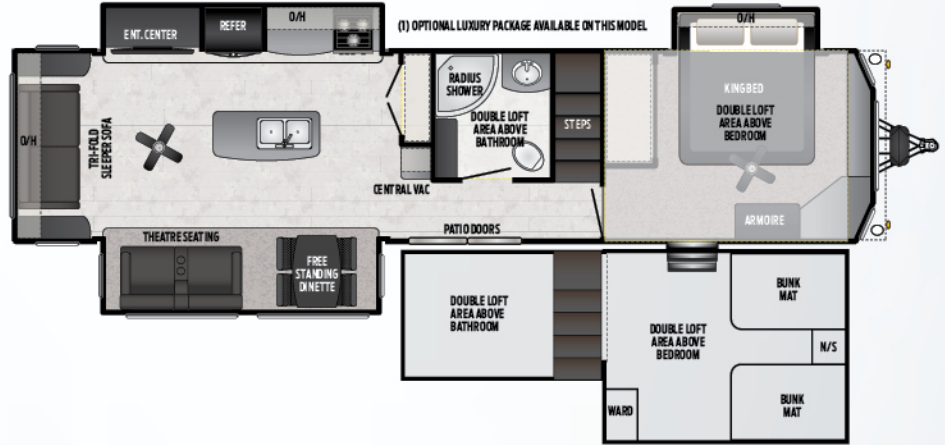 (1) OPTIONAL LUXURY PACKAGE AVAILABLE ON THIS MODEL
O/H
O/H
ENT. CENTER
REFER
RADIUS
SHOWER
KING BED
DOUBLE LOFT
AREA ABOVE
BEDROOM
DOUBLE LOFT
AREA ABOVE
BATHROOM
STEPS
O/H
TRI-FOLD
SLEEPER SOFA
CENTRAL VAC
ARMOIRE
PATIO DOORS
THEATRE SEATING
FREE
STANDING
DINETTE
DOUBLE LOFT
AREA ABOVE
BATHROOM
DOUBLE LOFT
AREA ABOVE
BEDROOM
BUNK
MAT
N/S
BUNK
MAT
WARD